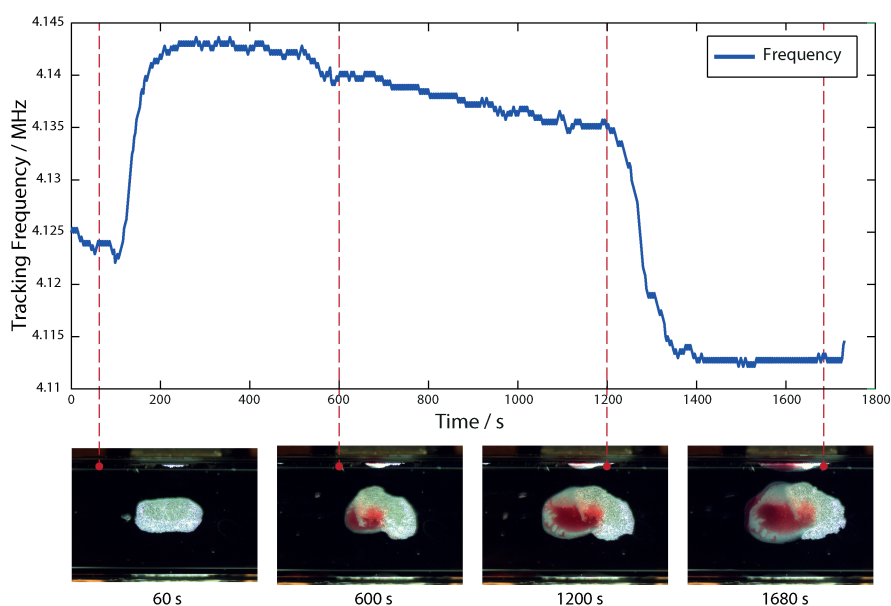 4.145
4.14
4.135
4.13
4.125
4.12
4.115
4.11
Tracking Frequency / MHz
Frequency
0 200 400 600 800 1000 1200 1400 1600 1800
Time / s
60 s 600 s 1200 s 1680 s